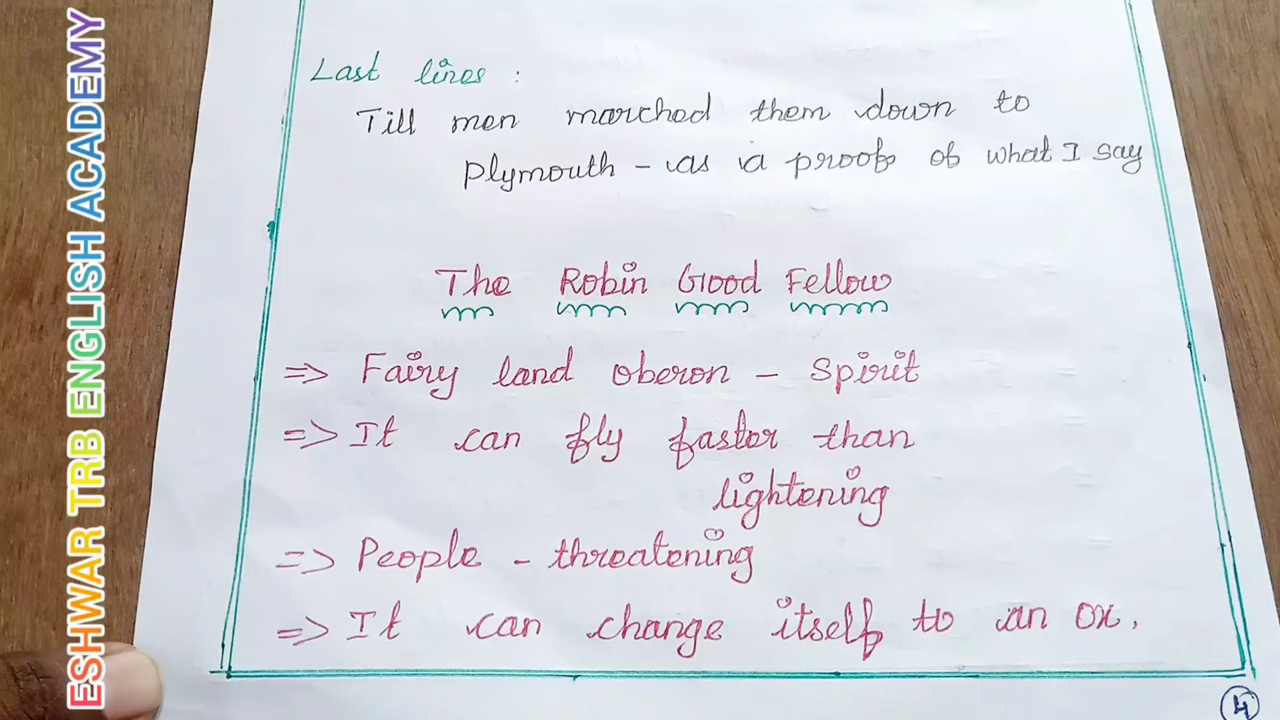 ESHWAR TRB ENGLISH ACADEMY
Last lines :
Till men marched them down to
Plymouth - as a proof of what I say
The Robin Good Fellow
=> Fairy land oberon - Spirit
=> It can fly faster than
lightening
=> People - threatening
=> It can change itself to an ox.
4